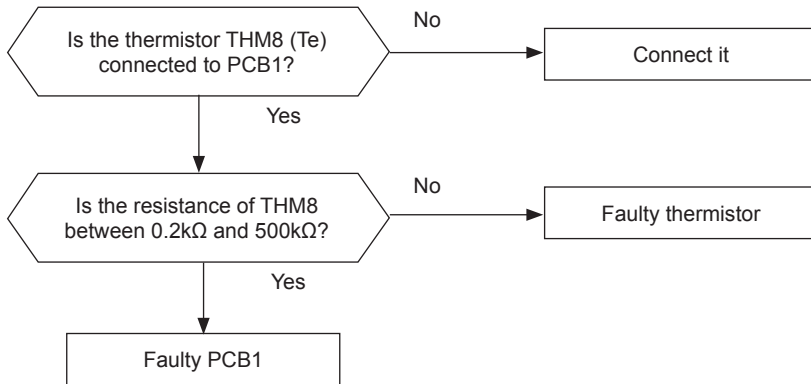 Is the thermistor THM8 (Te)
connected to PCB1?
No
Connect it
Yes
Is the resistance of THM8
between 0.2kΩ and 500kΩ?
No
Faulty thermistor
Yes
Faulty PCB1